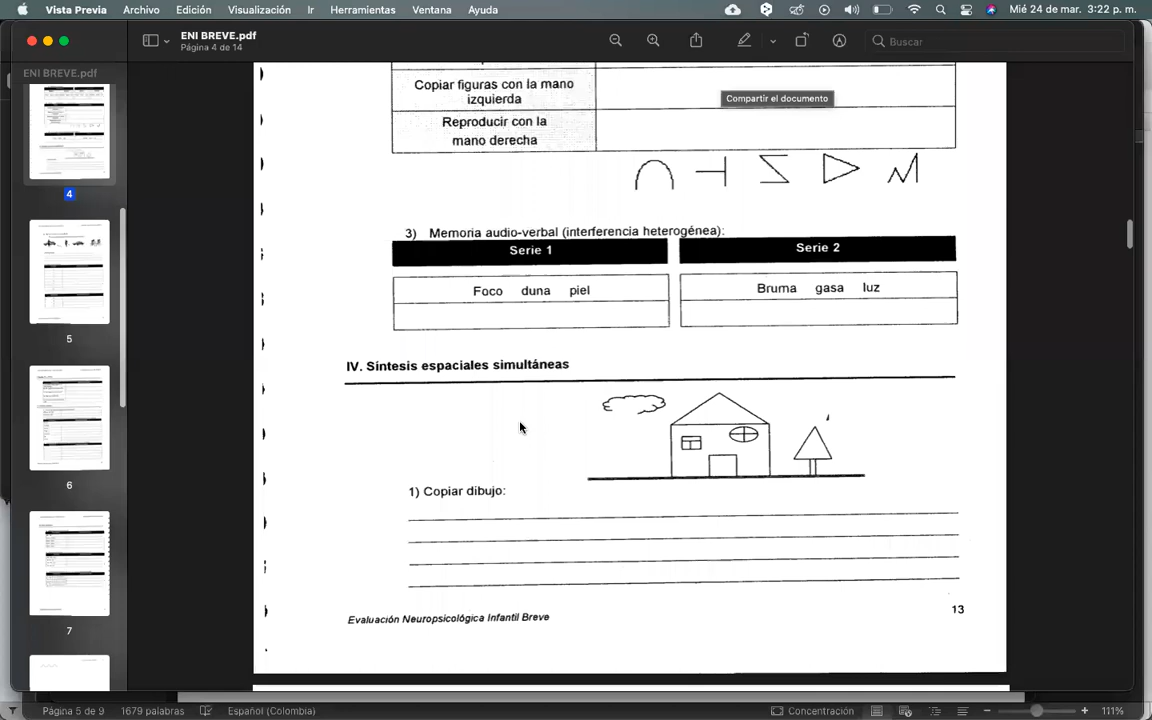 Vista Previa Archivo Edición Visualización Ir Herramientas Ventana Ayuda Mié 24 de mar. 3:22 p. m.
ENI BREVE.pdf
Página 4 de 14
Buscar
ENI BREVE.pdf
4
5
6
7
Copiar figuras con la mano
izquierda
Compartir el documento
Reproducir con la
mano derecha
3) Memoria audio-verbal (interferencia heterogénea):
Serie 1 Serie 2
Foco duna piel Bruma gasa luz
IV. Síntesis espaciales simultáneas
1) Copiar dibujo:
Evaluación Neuropsicológica Infantil Breve 13
Página 5 de 9 1679 palabras Español (Colombia) Concentración 111%